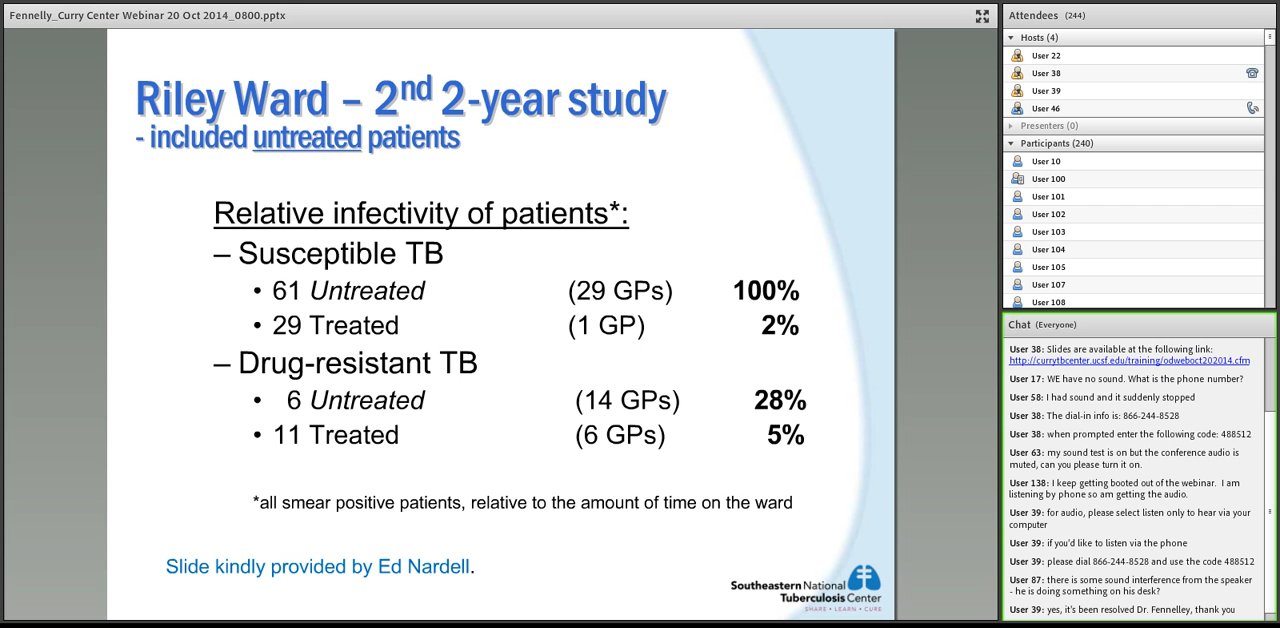 Fennelly_Curry Center Webinar 20 Oct 2014_0800.pptx
Riley Ward – 2nd 2-year study
- included untreated patients
Relative infectivity of patients*:
– Susceptible TB
• 61 Untreated (29 GPs) 100%
• 29 Treated (1 GP) 2%
– Drug-resistant TB
• 6 Untreated (14 GPs) 28%
• 11 Treated (6 GPs) 5%
*all smear positive patients, relative to the amount of time on the ward
Slide kindly provided by Ed Nardell.
Southeastern National
Tuberculosis Center
SHARE • LEARN • CURE
Attendees (244)
Hosts (4)
User 22
User 38
User 39
User 46
Presenters (0)
Participants (240)
User 10
User 100
User 101
User 102
User 103
User 104
User 105
User 107
User 108
Chat (Everyone)
User 38: Slides are available at the following link:
http://currytbcenter.ucsf.edu/training/odweboct202014.cfm
User 17: WE have no sound. What is the phone number?
User 58: I had sound and it suddenly stopped
User 38: The dial-in info is: 866-244-8528
User 38: when prompted enter the following code: 488512
User 63: my sound test is on but the conference audio is
muted, can you please turn it on.
User 138: I keep getting booted out of the webinar. I am
listening by phone so am getting the audio.
User 39: for audio, please select listen only to hear via your
computer
User 39: if you'd like to listen via the phone
User 39: please dial 866-244-8528 and use the code 488512
User 87: there is some sound interference from the speaker
- he is doing something on his desk?
User 39: yes, it's been resolved Dr. Fennelley, thank you